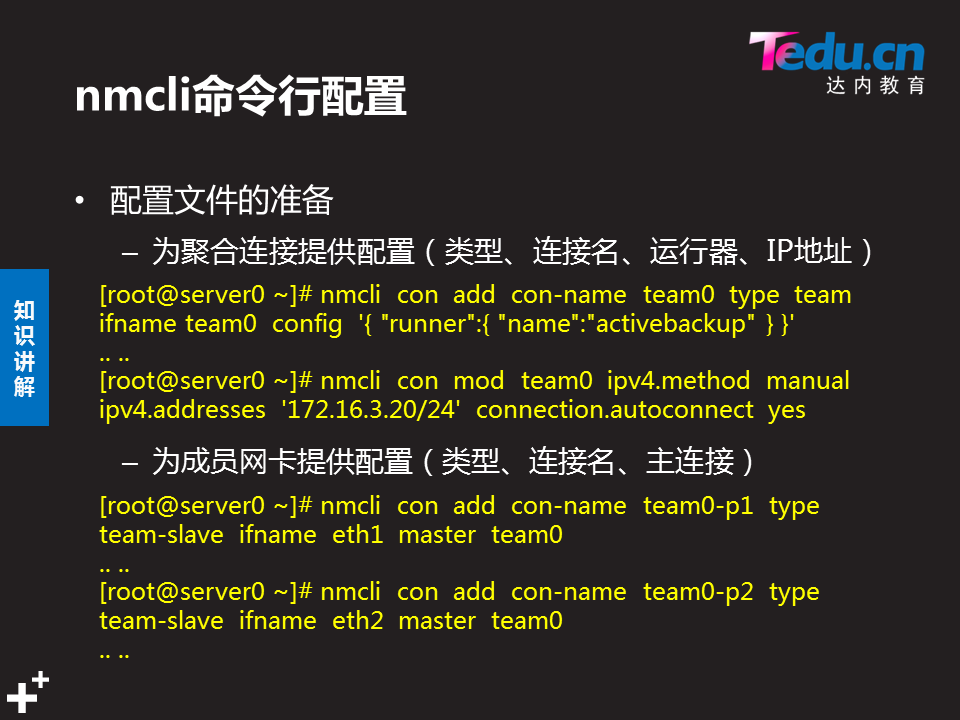 Tedu.cn
达内教育
nmcli命令行配置
• 配置文件的准备
– 为聚合连接提供配置（类型、连接名、运行器、IP地址）
[root@server0 ~]# nmcli con add con-name team0 type team
ifname team0 config '{ "runner":{ "name":"activebackup" } }'
.. ..
[root@server0 ~]# nmcli con mod team0 ipv4.method manual
ipv4.addresses '172.16.3.20/24' connection.autoconnect yes
– 为成员网卡提供配置（类型、连接名、主连接）
[root@server0 ~]# nmcli con add con-name team0-p1 type
team-slave ifname eth1 master team0
.. ..
[root@server0 ~]# nmcli con add con-name team0-p2 type
team-slave ifname eth2 master team0
.. ..
知
识
讲
解